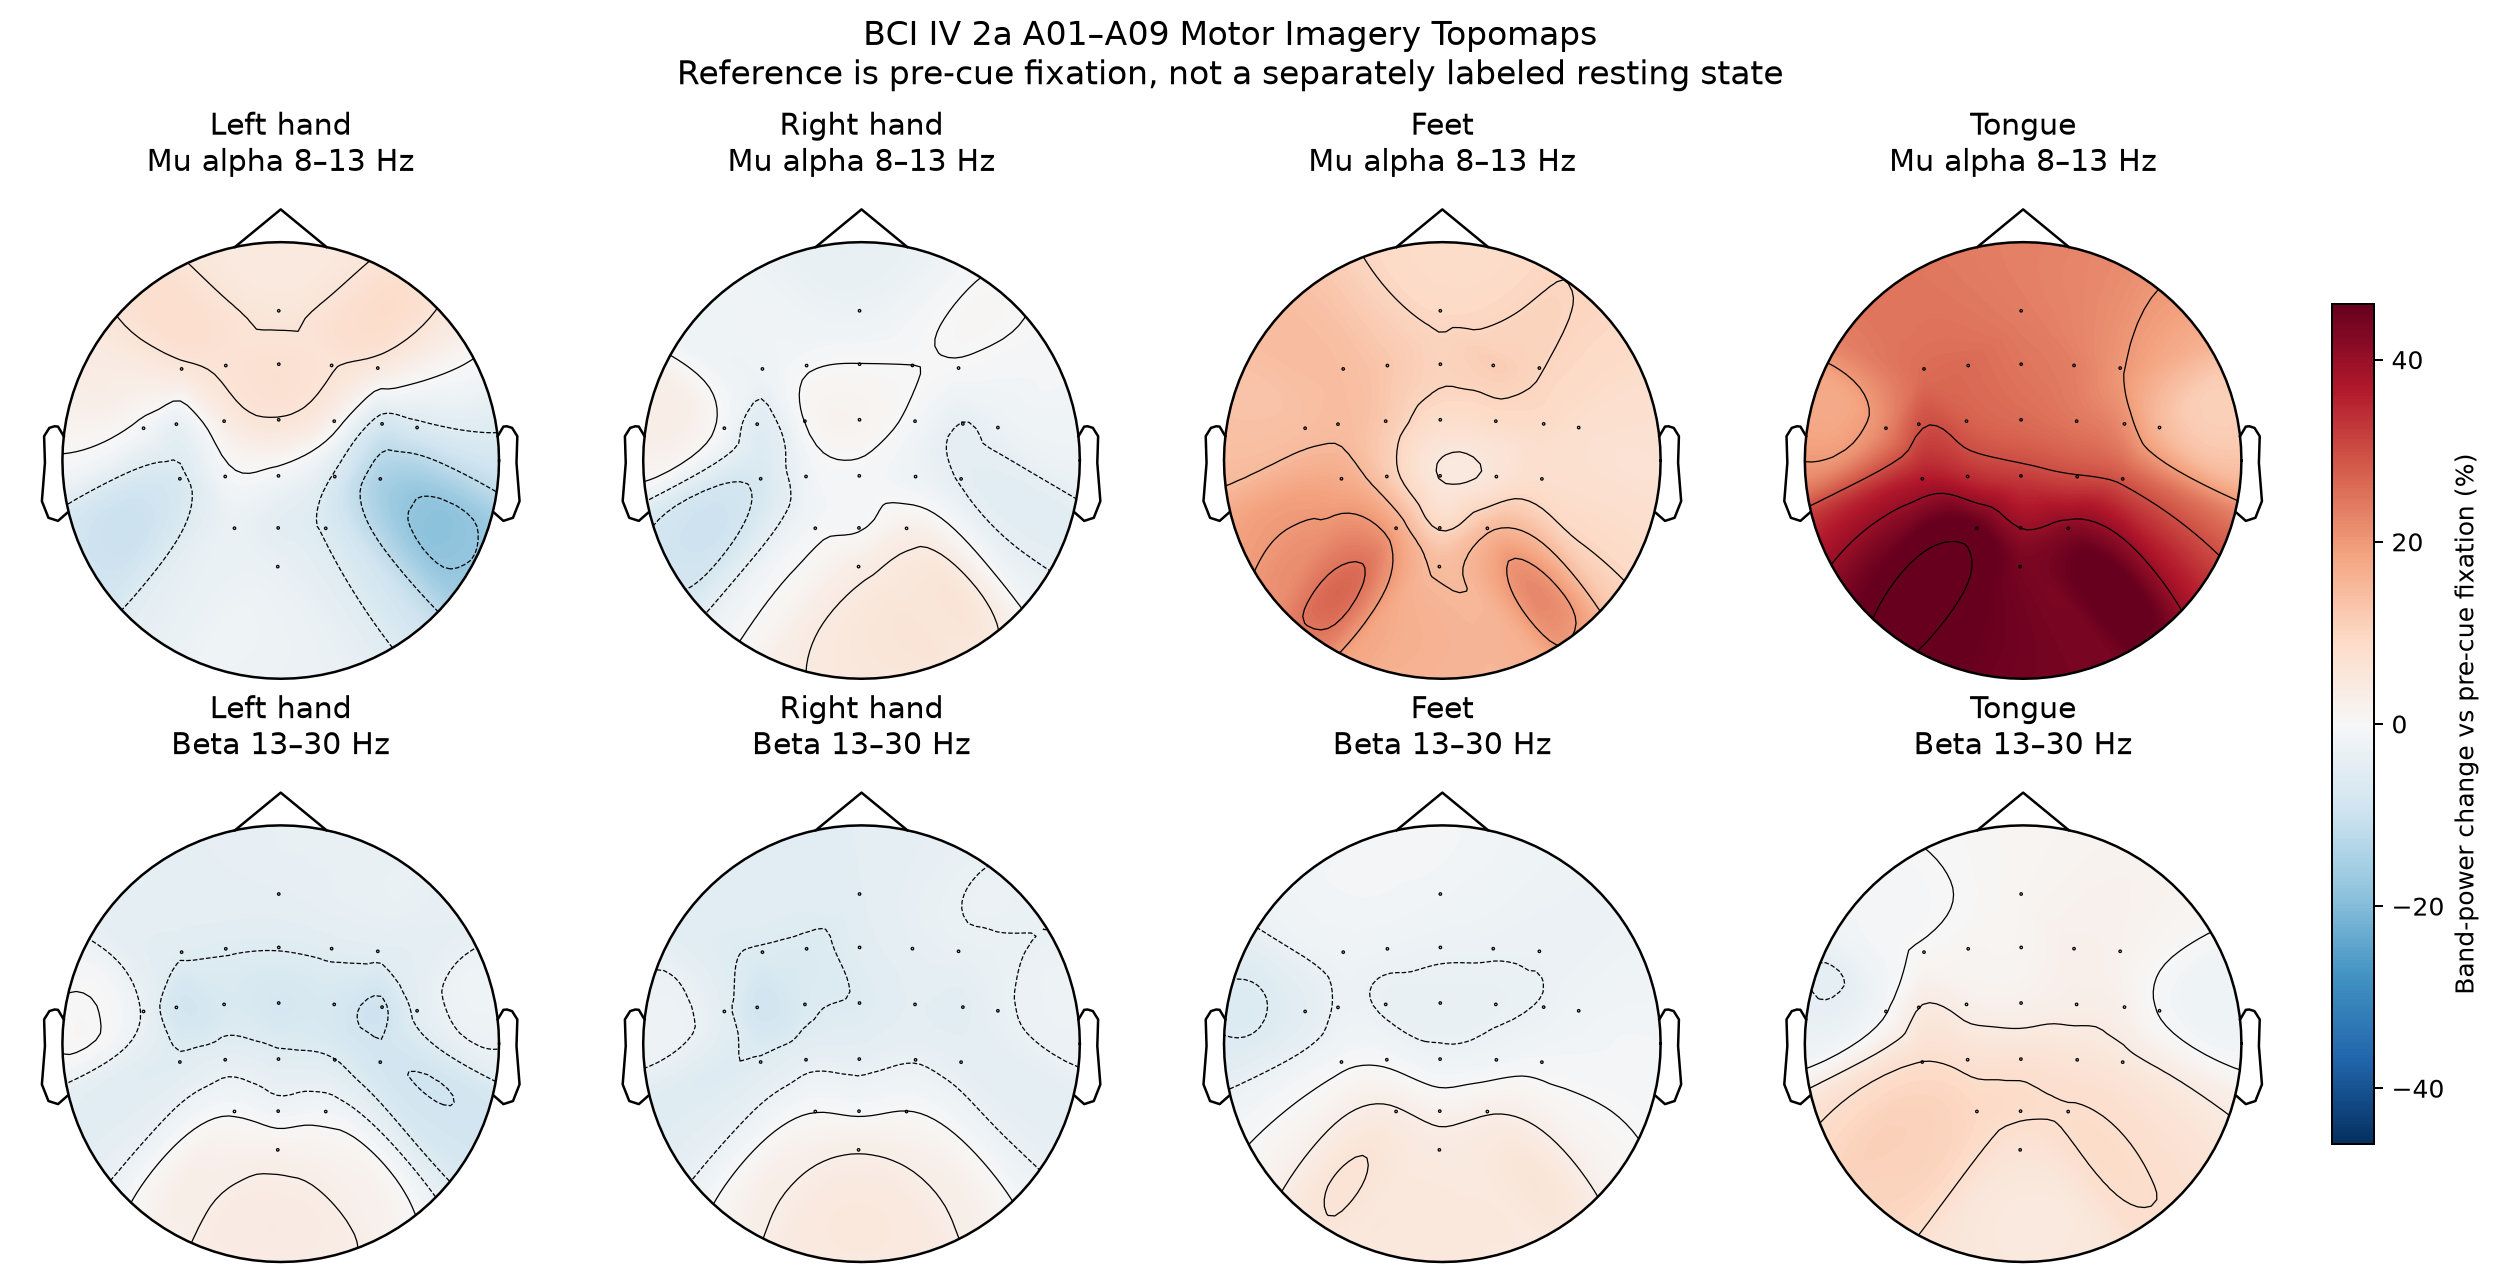 BCI IV 2a A01–A09 Motor Imagery Topomaps
Reference is pre-cue fixation, not a separately labeled resting state
Left hand
Mu alpha 8–13 Hz
Right hand
Mu alpha 8–13 Hz
Feet
Mu alpha 8–13 Hz
Tongue
Mu alpha 8–13 Hz
Left hand
Beta 13–30 Hz
Right hand
Beta 13–30 Hz
Feet
Beta 13–30 Hz
Tongue
Beta 13–30 Hz
40
20
0
−20
−40
Band-power change vs pre-cue fixation (%)